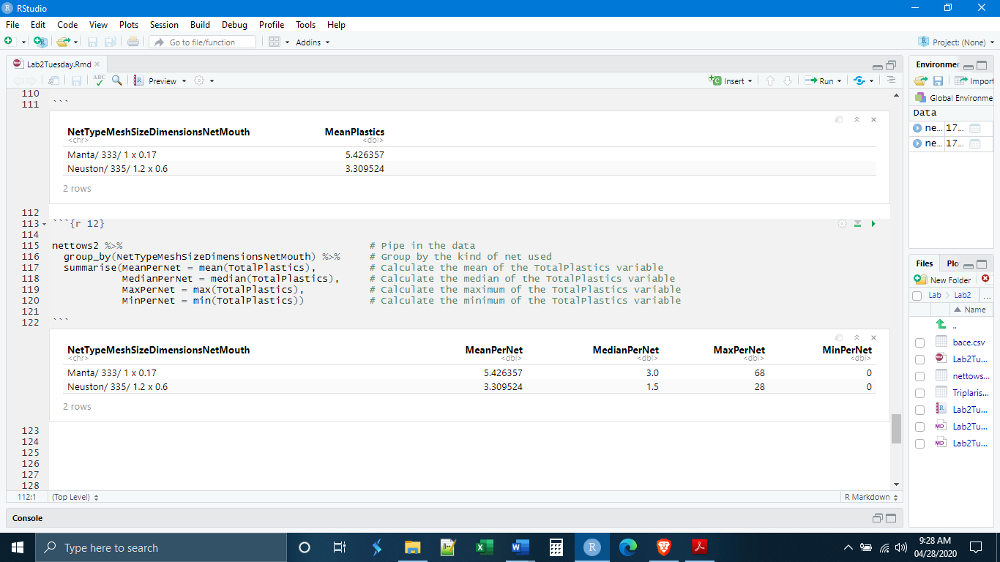 RStudio
File Edit Code View Plots Session Build Debug Profile Tools Help
Go to file/function Addins Project: (None)
Lab2Tuesday.Rmd
ABC Preview Insert Run
110
111 ```
NetTypeMeshSizeDimensionsNetMouth MeanPlastics
<chr> <dbl>
Manta/ 333/ 1 x 0.17 5.426357
Neuston/ 335/ 1.2 x 0.6 3.309524
2 rows
112
113 ```{r 12}
114
115 nettows2 %>% # Pipe in the data
116 group_by(NetTypeMeshSizeDimensionsNetMouth) %>% # Group by the kind of net used
117 summarise(MeanPerNet = mean(TotalPlastics), # Calculate the mean of the TotalPlastics variable
118 MedianPerNet = median(TotalPlastics), # Calculate the median of the TotalPlastics variable
119 MaxPerNet = max(TotalPlastics), # Calculate the maximum of the TotalPlastics variable
120 MinPerNet = min(TotalPlastics)) # Calculate the minimum of the TotalPlastics variable
121
122 ```
NetTypeMeshSizeDimensionsNetMouth MeanPerNet MedianPerNet MaxPerNet MinPerNet
<chr> <dbl> <dbl> <dbl> <dbl>
Manta/ 333/ 1 x 0.17 5.426357 3.0 68 0
Neuston/ 335/ 1.2 x 0.6 3.309524 1.5 28 0
2 rows
123
124
125
126
127
128
112:1 (Top Level) R Markdown
Console
Environmer
Import
Global Environme
Data
ne... 17...
ne... 17...
Files Plo
New Folder
Lab Lab2 ...
Name
..
bace.csv
Lab2Tu...
nettows...
Triplaris...
Lab2Tu...
Lab2Tu...
Lab2Tu...
Type here to search
9:28 AM
04/28/2020